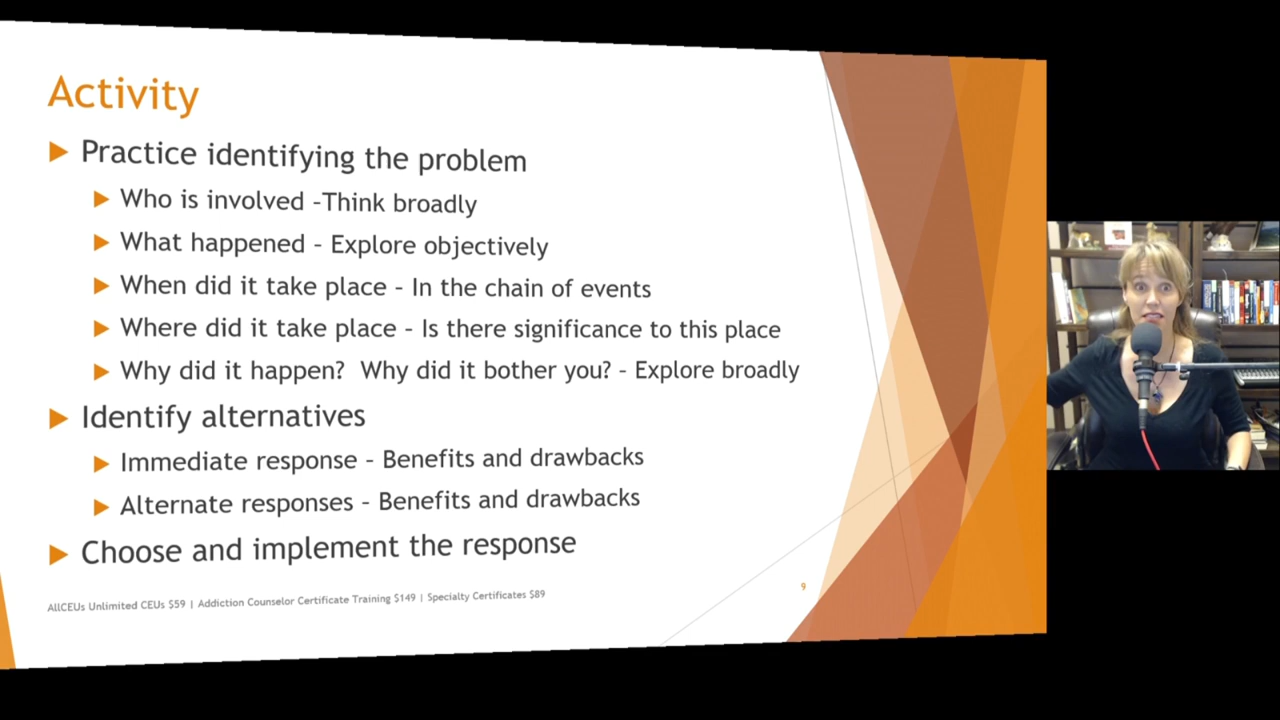 Activity
Practice identifying the problem
Who is involved –Think broadly
What happened – Explore objectively
When did it take place – In the chain of events
Where did it take place – Is there significance to this place
Why did it happen?  Why did it bother you? – Explore broadly
Identify alternatives
Immediate response – Benefits and drawbacks
Alternate responses – Benefits and drawbacks
Choose and implement the response
AllCEUs Unlimited CEUs $59 | Addiction Counselor Certificate Training $149 | Specialty Certificates $89
9